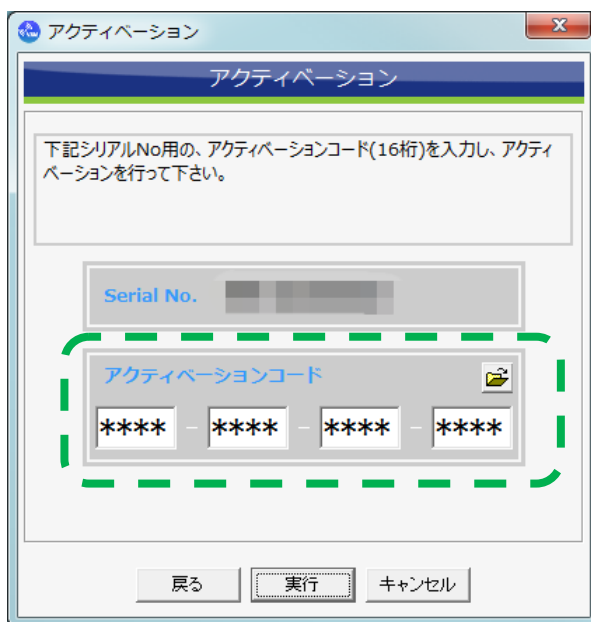 アクティベーション
アクティベーション
下記シリアルNo用の、アクティベーションコード(16桁)を入力し、アクティ
ベーションを行って下さい。
Serial No.
アクティベーションコード
**** - **** - **** - ****
戻る 実行 キャンセル